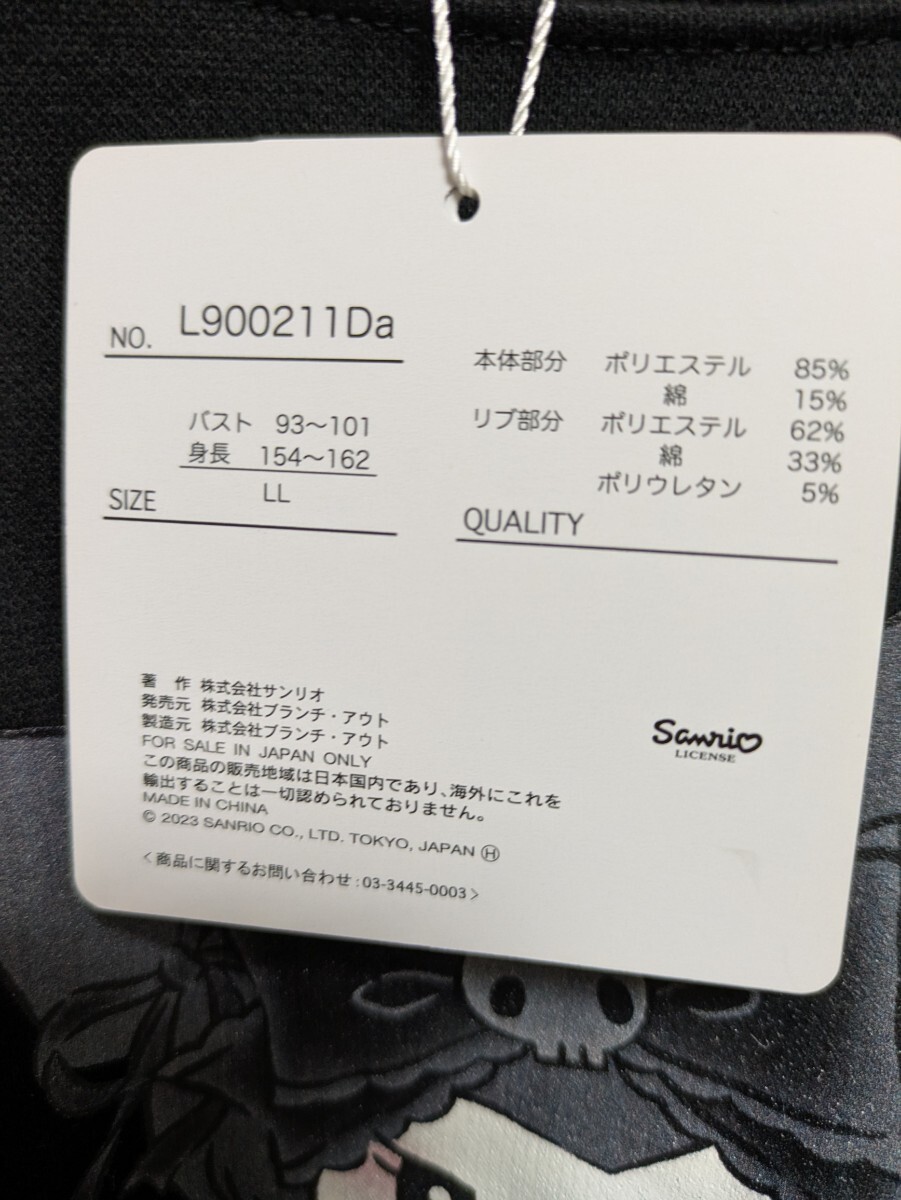 NO. L900211Da
バスト 93〜101
身長 154〜162
SIZE LL
本体部分 ポリエステル 85%
綿 15%
リブ部分 ポリエステル 62%
綿 33%
ポリウレタン 5%
QUALITY
著 作 株式会社サンリオ
発売元 株式会社ブランチ・アウト
製造元 株式会社ブランチ・アウト
FOR SALE IN JAPAN ONLY
この商品の販売地域は日本国内であり、海外にこれを
輸出することは一切認められておりません。
MADE IN CHINA
© 2023 SANRIO CO., LTD. TOKYO, JAPAN Ⓗ
<商品に関するお問い合わせ:03-3445-0003>
Sanrio
LICENSE